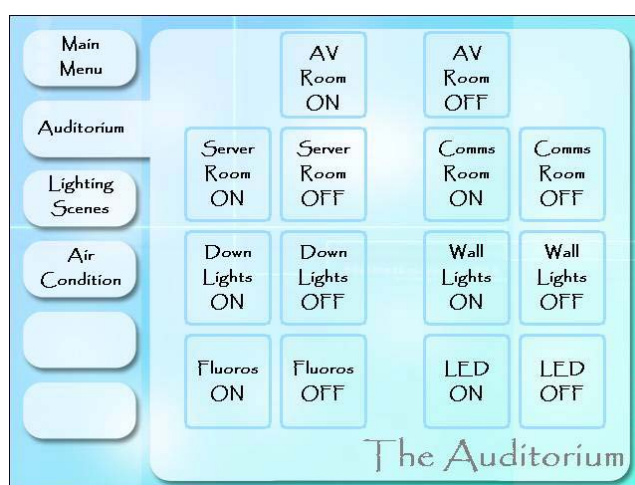 Main
Menu
Auditorium
Lighting
Scenes
Air
Condition
AV
Room
ON
AV
Room
OFF
Server
Room
ON
Server
Room
OFF
Comms
Room
ON
Comms
Room
OFF
Down
Lights
ON
Down
Lights
OFF
Wall
Lights
ON
Wall
Lights
OFF
Fluoros
ON
Fluoros
OFF
LED
ON
LED
OFF
The Auditorium